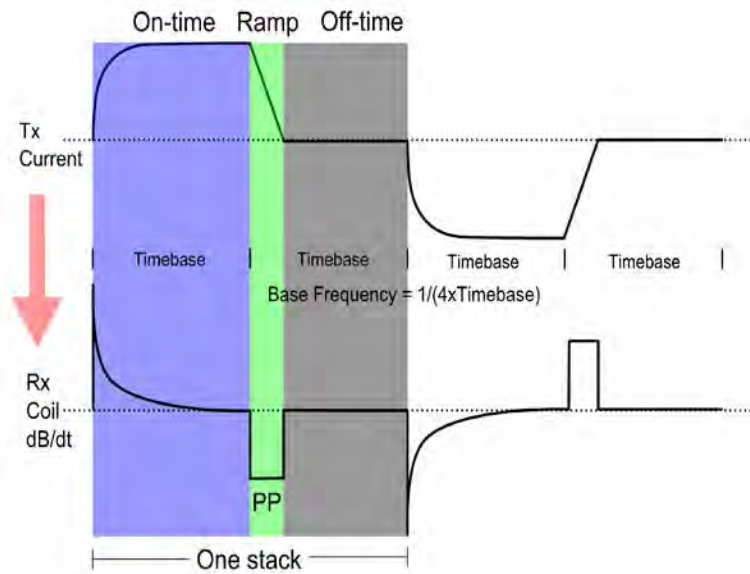 On-time Ramp Off-time
Tx
Current
Timebase Timebase Timebase Timebase
Base Frequency = 1/(4xTimebase)
Rx
Coil
dB/dt
PP
One stack